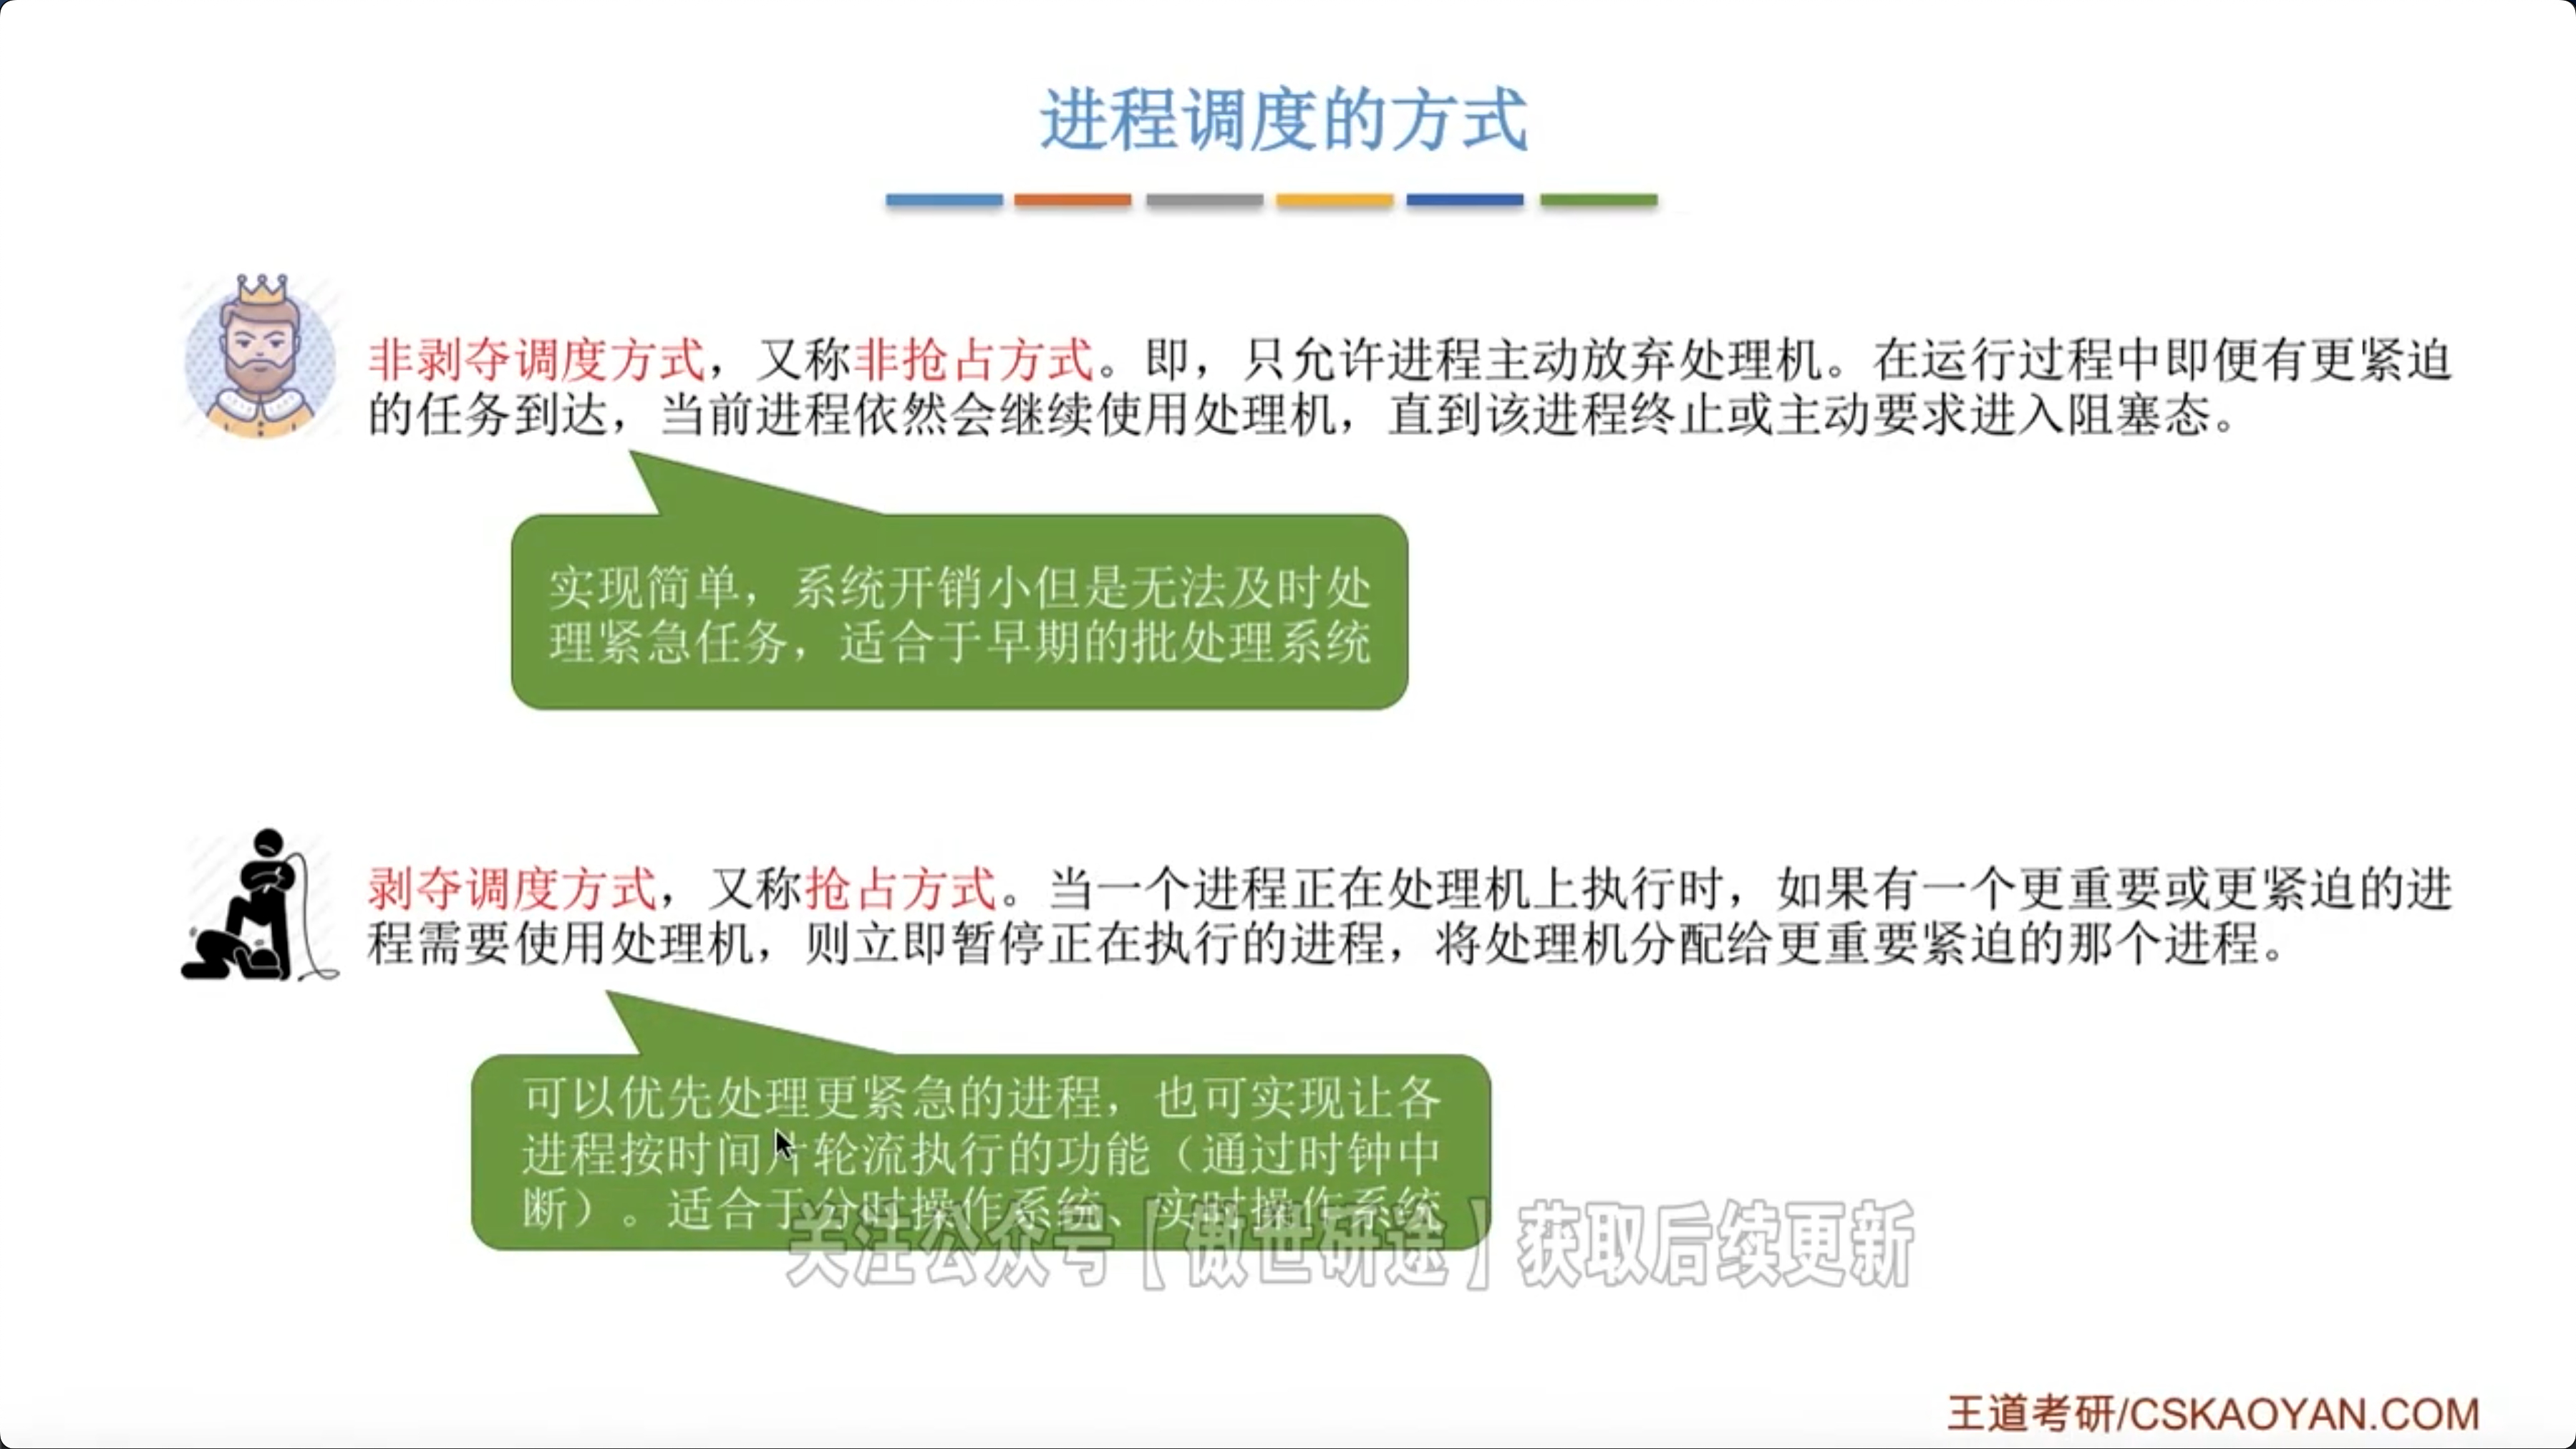 进程调度的方式
非剥夺调度方式，又称非抢占方式。即，只允许进程主动放弃处理机。在运行过程中即便有更紧迫
的任务到达，当前进程依然会继续使用处理机，直到该进程终止或主动要求进入阻塞态。
实现简单，系统开销小但是无法及时处
理紧急任务，适合于早期的批处理系统
剥夺调度方式，又称抢占方式。当一个进程正在处理机上执行时，如果有一个更重要或更紧迫的进
程需要使用处理机，则立即暂停正在执行的进程，将处理机分配给更重要紧迫的那个进程。
可以优先处理更紧急的进程，也可实现让各
进程按时间片轮流执行的功能（通过时钟中
断）。适合于分时操作系统、实时操作系统
关注公众号【傲世研途】获取后续更新
王道考研/CSKAOYAN.COM